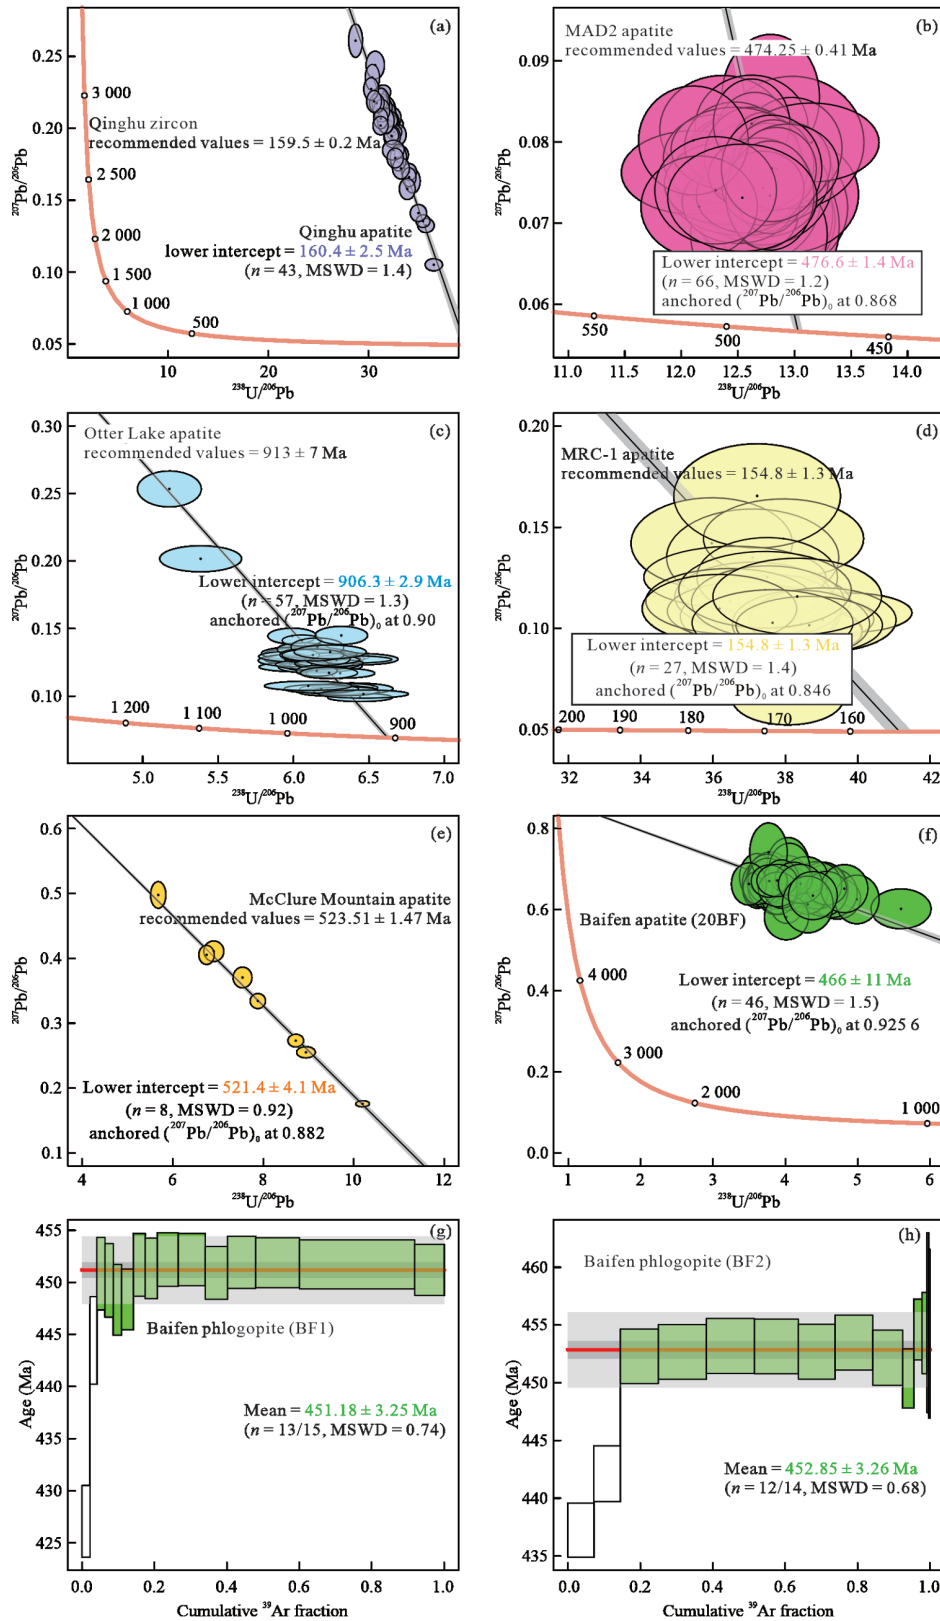 (a)
²⁰⁷Pb/²⁰⁶Pb
0.25
0.20
0.15
0.10
0.05
3 000
2 500
2 000
1 500
1 000
500
Qinghu zircon
recommended values = 159.5 ± 0.2 Ma
Qinghu apatite
lower intercept = 160.4 ± 2.5 Ma
(n = 43, MSWD = 1.4)
10 20 30
²³⁸U/²⁰⁶Pb
(b)
MAD2 apatite
recommended values = 474.25 ± 0.41 Ma
²⁰⁷Pb/²⁰⁶Pb
0.09
0.08
0.07
0.06
Lower intercept = 476.6 ± 1.4 Ma
(n = 66, MSWD = 1.2)
anchored (²⁰⁷Pb/²⁰⁶Pb)₀ at 0.868
550 500 450
11.0 11.5 12.0 12.5 13.0 13.5 14.0
²³⁸U/²⁰⁶Pb
(c)
Otter Lake apatite
recommended values = 913 ± 7 Ma
²⁰⁷Pb/²⁰⁶Pb
0.30
0.25
0.20
0.15
0.10
Lower intercept = 906.3 ± 2.9 Ma
(n = 57, MSWD = 1.3)
anchored (²⁰⁷Pb/²⁰⁶Pb)₀ at 0.90
1 200 1 100 1 000 900
5.0 5.5 6.0 6.5 7.0
²³⁸U/²⁰⁶Pb
(d)
MRC-1 apatite
recommended values = 154.8 ± 1.3 Ma
²⁰⁷Pb/²⁰⁶Pb
0.20
0.15
0.10
0.05
Lower intercept = 154.8 ± 1.3 Ma
(n = 27, MSWD = 1.4)
anchored (²⁰⁷Pb/²⁰⁶Pb)₀ at 0.846
200 190 180 170 160
32 34 36 38 40 42
²³⁸U/²⁰⁶Pb
(e)
McClure Mountain apatite
recommended values = 523.51 ± 1.47 Ma
²⁰⁷Pb/²⁰⁶Pb
0.6
0.5
0.4
0.3
0.2
0.1
Lower intercept = 521.4 ± 4.1 Ma
(n = 8, MSWD = 0.92)
anchored (²⁰⁷Pb/²⁰⁶Pb)₀ at 0.882
4 6 8 10 12
²³⁸U/²⁰⁶Pb
(f)
Baifen apatite (20BF)
²⁰⁷Pb/²⁰⁶Pb
0.8
0.6
0.4
0.2
0.0
Lower intercept = 466 ± 11 Ma
(n = 46, MSWD = 1.5)
anchored (²⁰⁷Pb/²⁰⁶Pb)₀ at 0.925 6
4 000
3 000
2 000
1 000
1 2 3 4 5 6
²³⁸U/²⁰⁶Pb
(g)
Baifen phlogopite (BF1)
Age (Ma)
455
450
445
440
435
430
425
Mean = 451.18 ± 3.25 Ma
(n = 13/15, MSWD = 0.74)
0.0 0.2 0.4 0.6 0.8 1.0
Cumulative ³⁹Ar fraction
(h)
Baifen phlogopite (BF2)
Age (Ma)
460
455
450
445
440
435
Mean = 452.85 ± 3.26 Ma
(n = 12/14, MSWD = 0.68)
0.0 0.2 0.4 0.6 0.8 1.0
Cumulative ³⁹Ar fraction